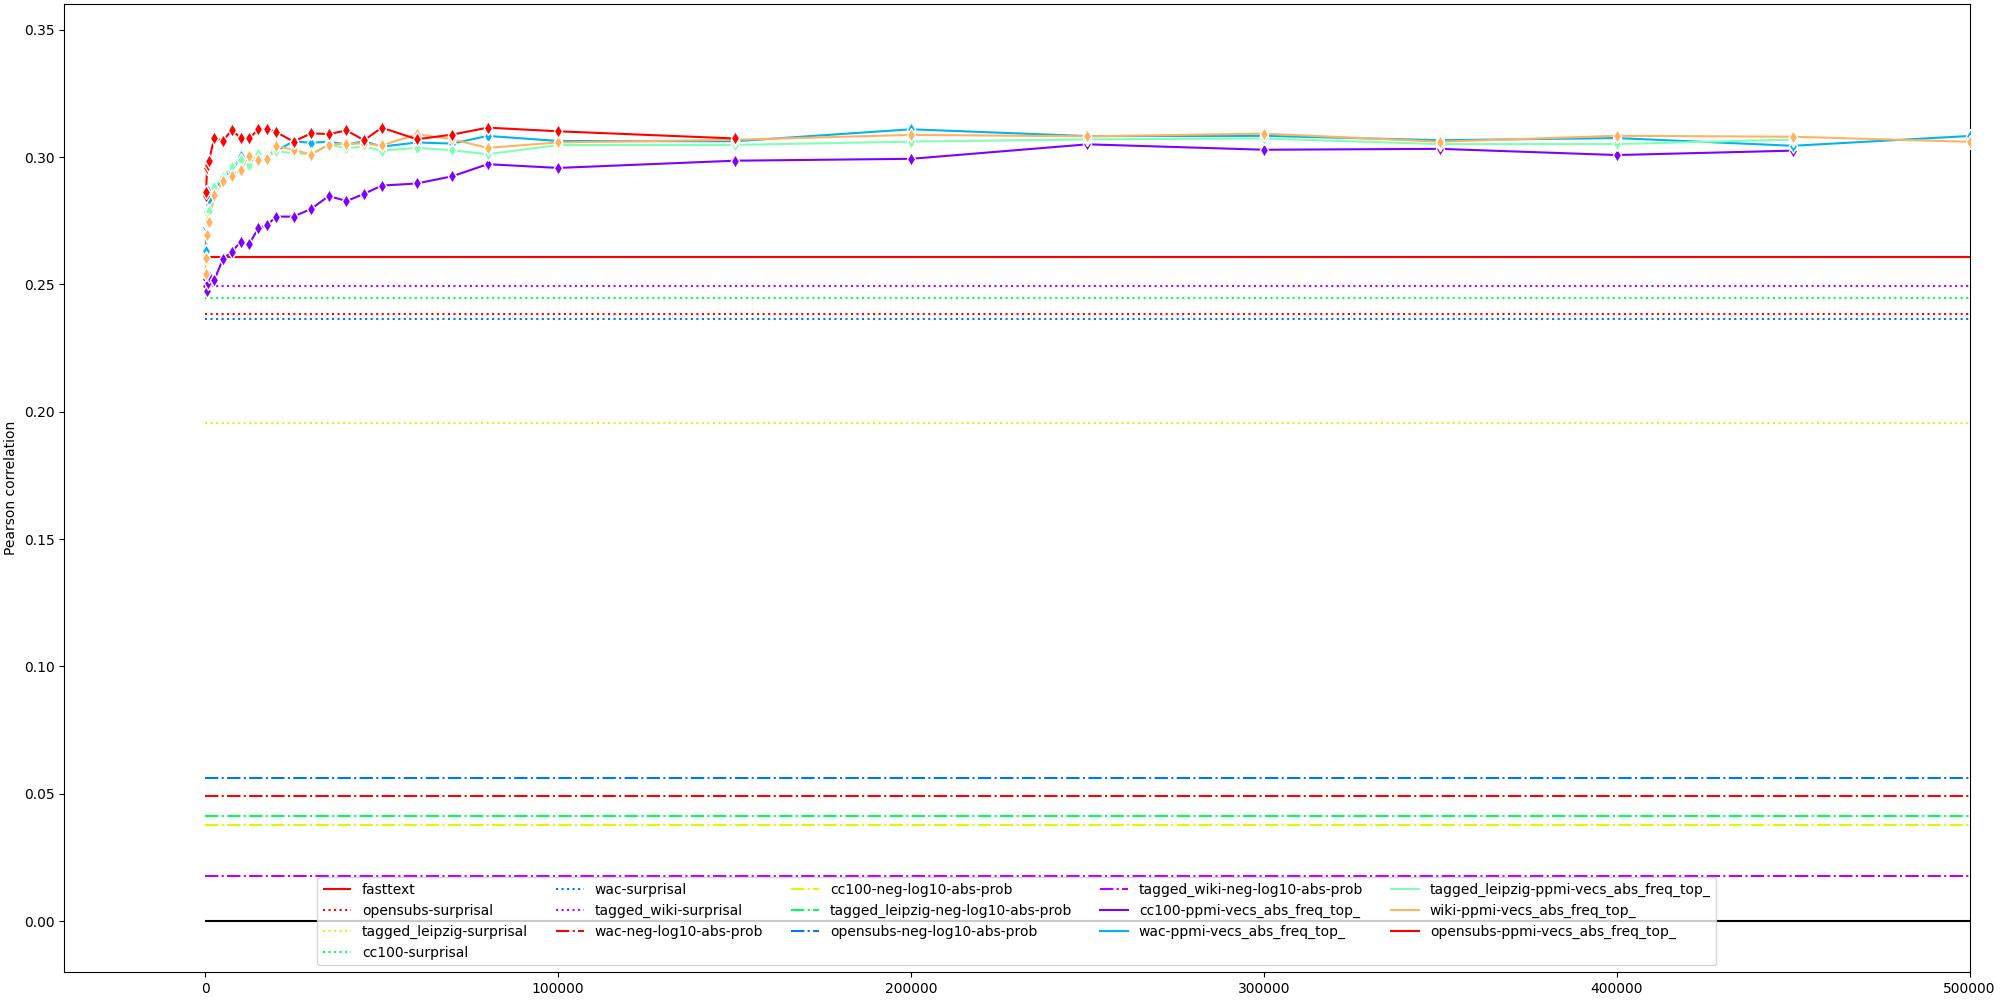 0.35
0.30
0.25
0.20
0.15
0.10
0.05
0.00
Pearson correlation
fasttext
opensubs-surprisal
tagged_leipzig-surprisal
cc100-surprisal
wac-surprisal
tagged_wiki-surprisal
wac-neg-log10-abs-prob
cc100-neg-log10-abs-prob
tagged_leipzig-neg-log10-abs-prob
opensubs-neg-log10-abs-prob
tagged_wiki-neg-log10-abs-prob
cc100-ppmi-vecs_abs_freq_top_
wac-ppmi-vecs_abs_freq_top_
tagged_leipzig-ppmi-vecs_abs_freq_top_
wiki-ppmi-vecs_abs_freq_top_
opensubs-ppmi-vecs_abs_freq_top_
0 100000 200000 300000 400000 500000